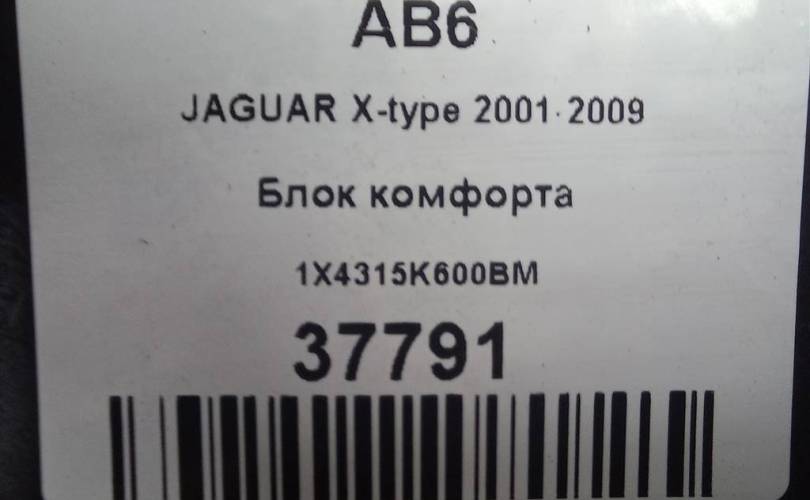 AB6
JAGUAR X-type 2001-2009
Блок комфорта
1X4315K600BM
37791